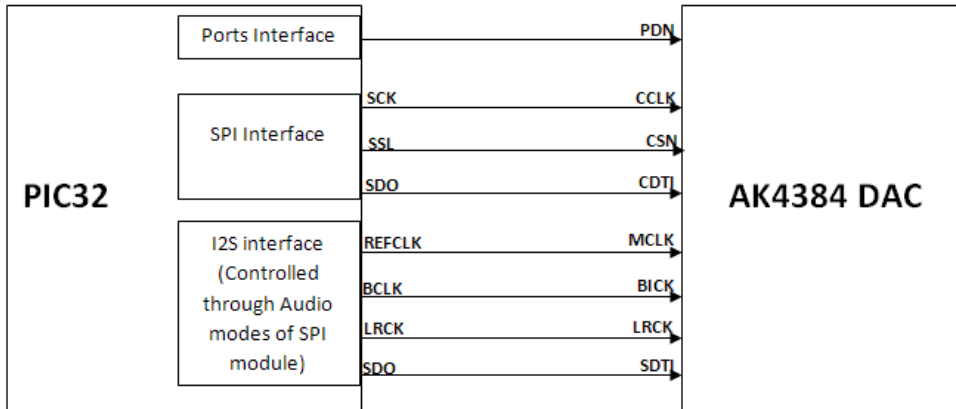 Ports Interface
PDN
SCK
CCLK
SPI Interface
SSL
CSN
SDO
CDTI
PIC32
AK4384 DAC
I2S interface
(Controlled
through Audio
modes of SPI
module)
REFCLK
MCLK
BCLK
BICK
LRCK
LRCK
SDO
SDTI